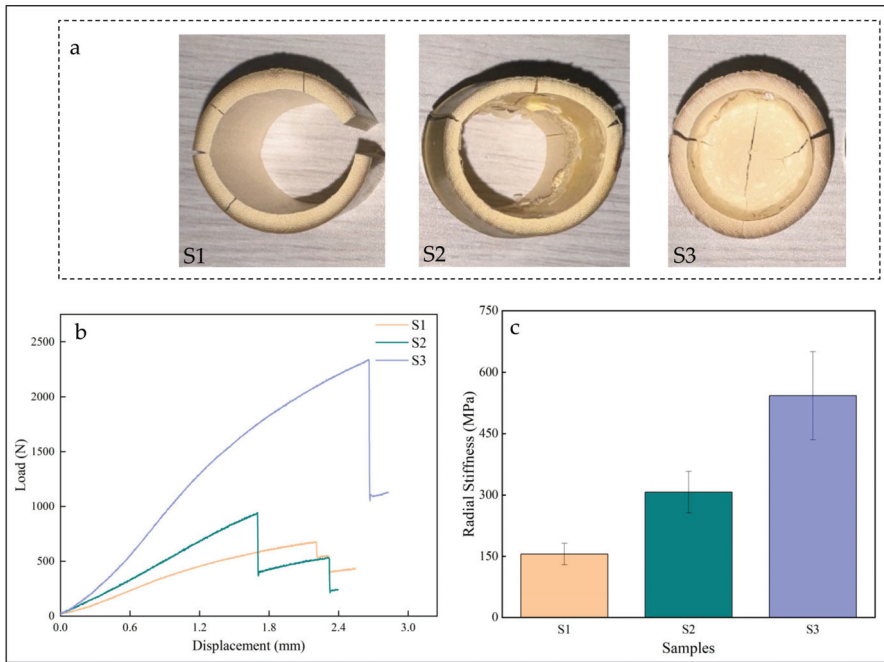 a
S1
S2
S3
b
S1
S2
S3
2500
2000
1500
1000
500
0
0.0
0.6
1.2
1.8
2.4
3.0
Load (N)
Displacement (mm)
c
750
600
450
300
150
0
S1
S2
S3
Radial Stiffness (MPa)
Samples